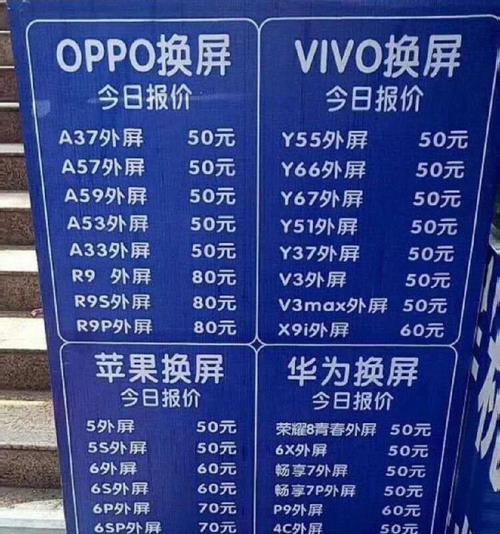 OPPO换屏
今日报价
A37外屏 50元
A57外屏 50元
A59外屏 50元
A53外屏 50元
A33外屏 50元
R9 外屏 80元
R9S外屏 80元
R9P外屏 80元
VIVO换屏
今日报价
Y55外屏 50元
Y66外屏 50元
Y67外屏 50元
Y51外屏 50元
Y37外屏 50元
V3外屏 50元
V3max外屏 50元
X9i外屏 60元
苹果换屏
今日报价
5外屏 50元
5S外屏 50元
6外屏 60元
6S外屏 60元
6P外屏 70元
6SP外屏 70元
华为换屏
今日报价
荣耀8青春外屏 50元
6X外屏 50元
畅享7外屏 50元
畅享7P外屏 50元
P9外屏 60元
4C外屏 50元